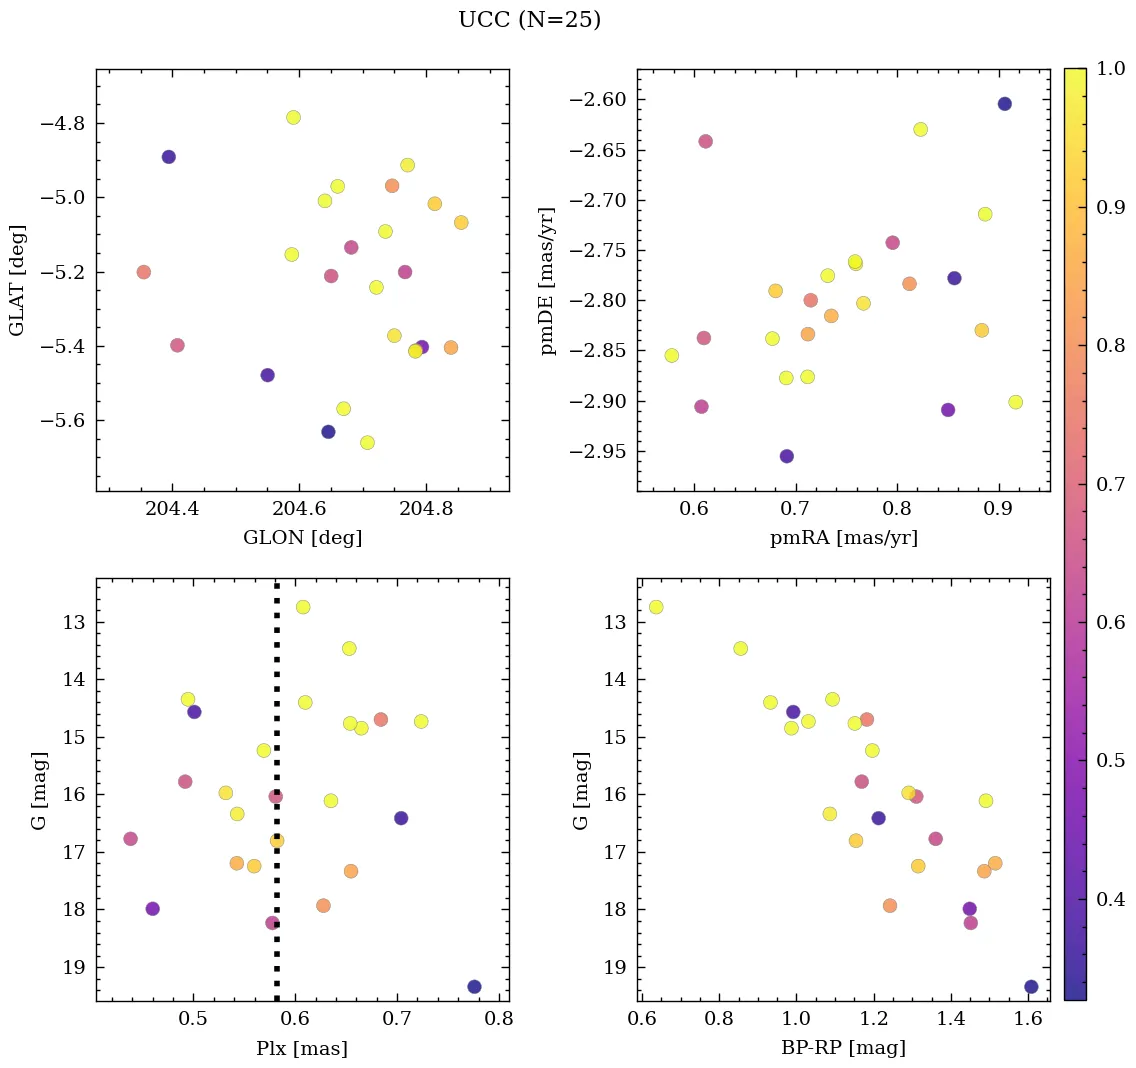 UCC (N=25)
−4.8
−5.0
−5.2
−5.4
−5.6
GLAT [deg]
204.4 204.6 204.8
GLON [deg]
−2.60
−2.65
−2.70
−2.75
−2.80
−2.85
−2.90
−2.95
pmDE [mas/yr]
0.6 0.7 0.8 0.9
pmRA [mas/yr]
1.0
0.9
0.8
0.7
0.6
0.5
0.4
13
14
15
16
17
18
19
G [mag]
0.5 0.6 0.7 0.8
Plx [mas]
13
14
15
16
17
18
19
G [mag]
0.6 0.8 1.0 1.2 1.4 1.6
BP-RP [mag]